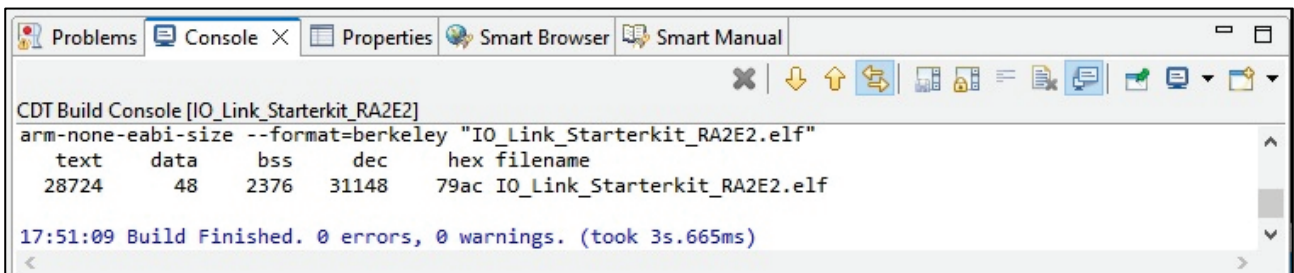 Problems Console Properties Smart Browser Smart Manual
CDT Build Console [IO_Link_Starterkit_RA2E2]
arm-none-eabi-size --format=berkeley "IO_Link_Starterkit_RA2E2.elf"
text data bss dec hex filename
28724 48 2376 31148 79ac IO_Link_Starterkit_RA2E2.elf
17:51:09 Build Finished. 0 errors, 0 warnings. (took 3s.665ms)